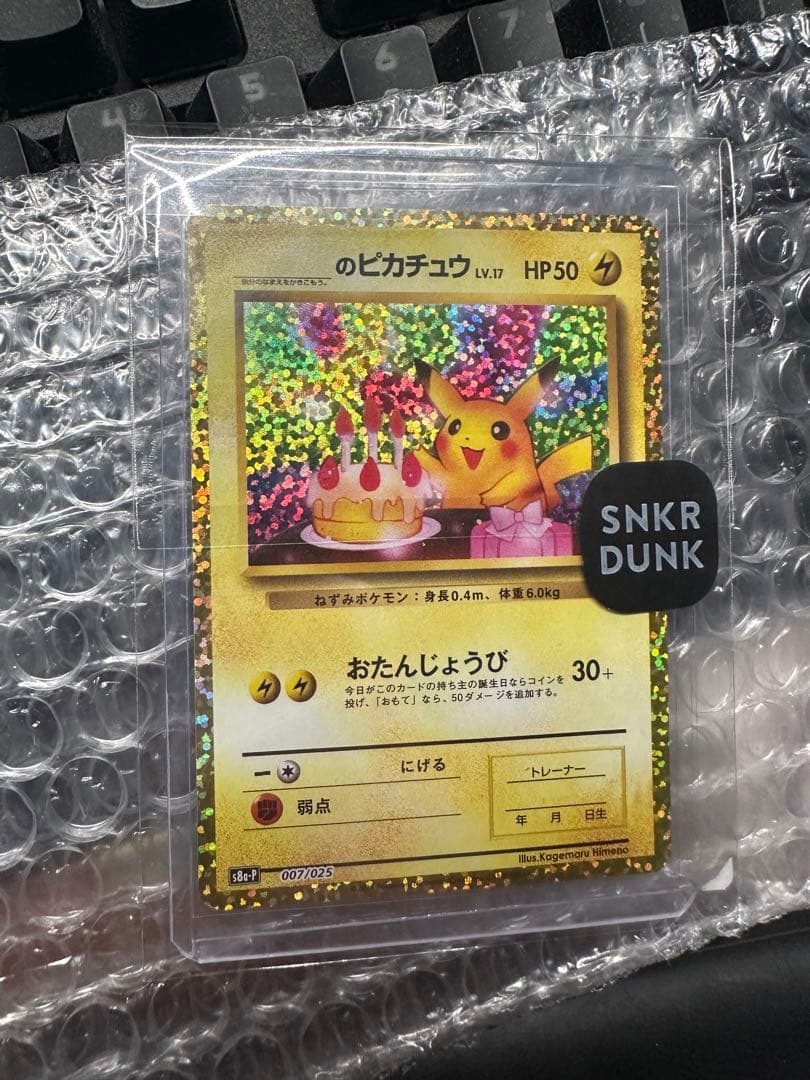 4
5
6
7
のピカチュウ LV.17 HP50
自分のなまえをかきこもう。
SNKR
DUNK
ねずみポケモン：身長0.4m、体重6.0kg
おたんじょうび 30+
今日がこのカードの持ち主の誕生日ならコインを
投げ、「おもて」なら、50ダメージを追加する。
にげる
弱点
トレーナー
年 月 日生
Illus.Kagemaru Himeno
s8a-P 007/025